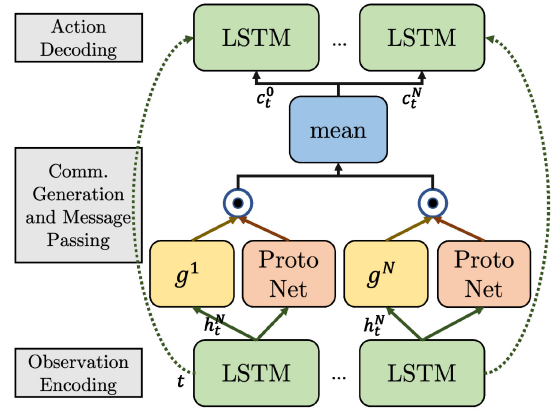 Action
Decoding
LSTM
...
LSTM
c_t^0
c_t^N
mean
Comm.
Generation
and Message
Passing
g^1
Proto
Net
g^N
Proto
Net
h_t^N
h_t^N
Observation
Encoding
t
LSTM
...
LSTM